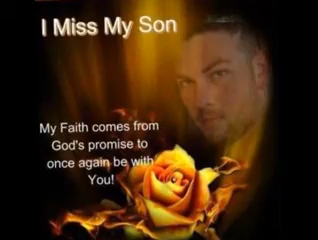 I Miss My Son
My Faith comes from
God's promise to
once again be with
You!